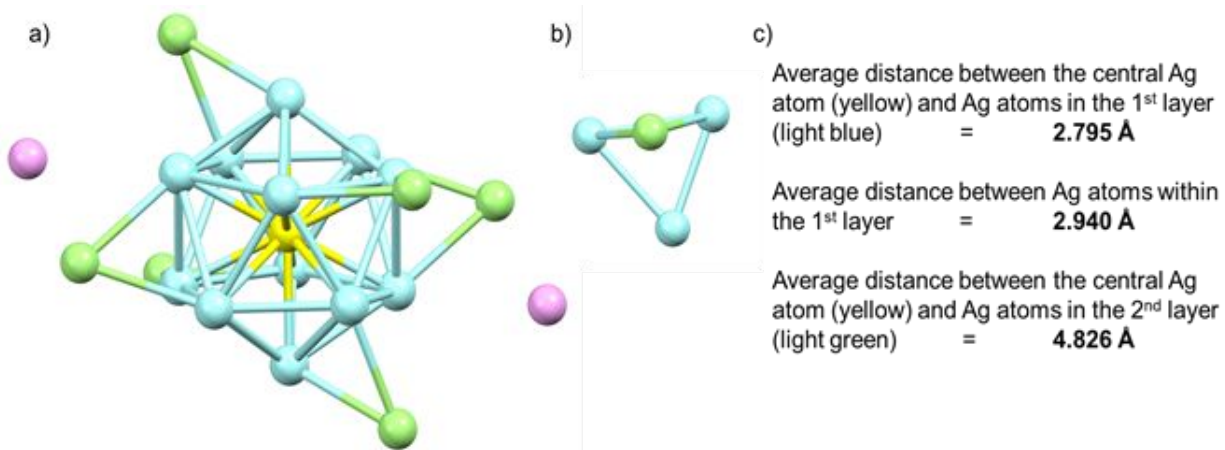 a)
b)
c)
Average distance between the central Ag
atom (yellow) and Ag atoms in the 1st layer
(light blue) = 2.795 Å
Average distance between Ag atoms within
the 1st layer = 2.940 Å
Average distance between the central Ag
atom (yellow) and Ag atoms in the 2nd layer
(light green) = 4.826 Å